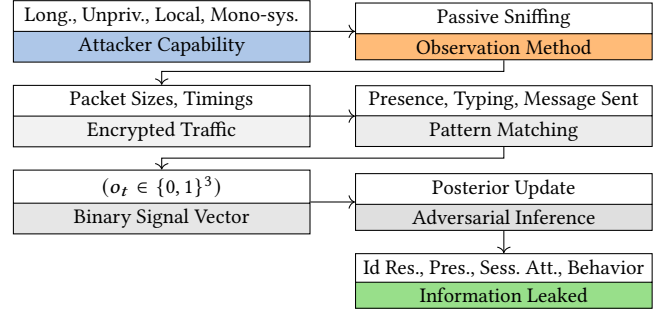 Long., Unpriv., Local, Mono-sys.
Attacker Capability
Passive Sniffing
Observation Method
Packet Sizes, Timings
Encrypted Traffic
Presence, Typing, Message Sent
Pattern Matching
(o_t ∈ {0, 1}³)
Binary Signal Vector
Posterior Update
Adversarial Inference
Id Res., Pres., Sess. Att., Behavior
Information Leaked